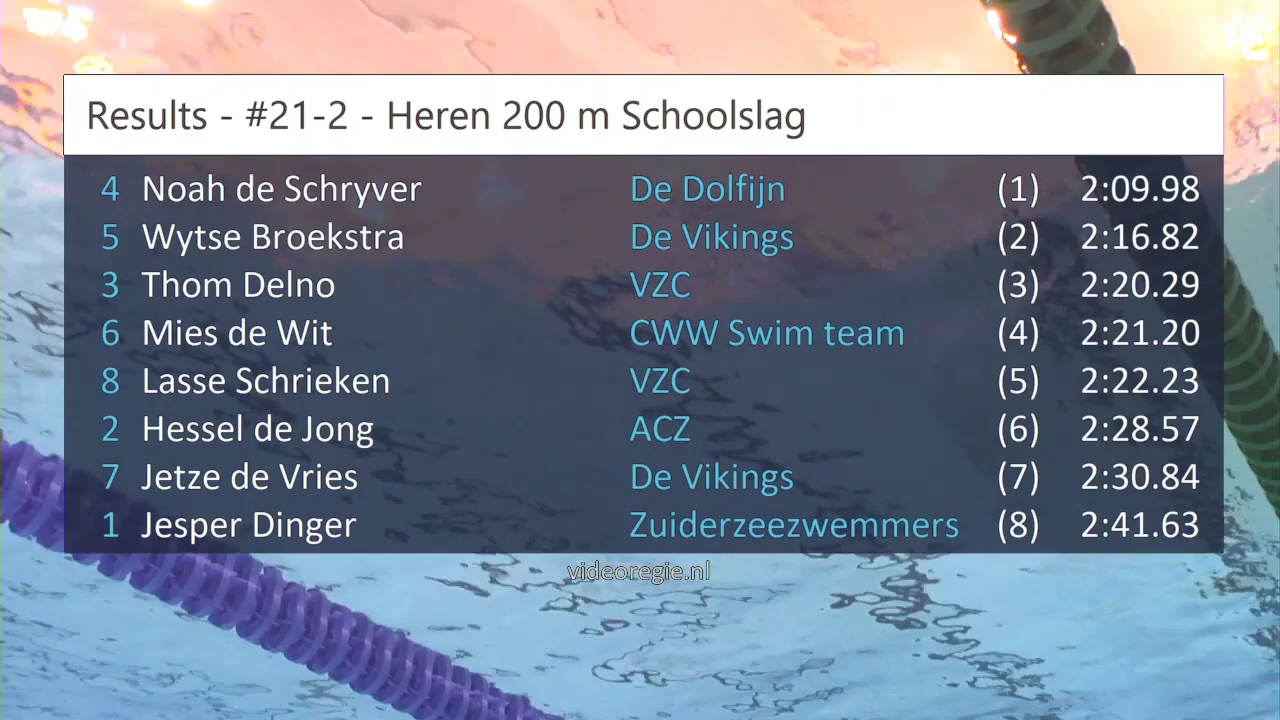 Results - #21-2 - Heren 200 m Schoolslag
4 Noah de Schryver De Dolfijn (1) 2:09.98
5 Wytse Broekstra De Vikings (2) 2:16.82
3 Thom Delno VZC (3) 2:20.29
6 Mies de Wit CWW Swim team (4) 2:21.20
8 Lasse Schrieken VZC (5) 2:22.23
2 Hessel de Jong ACZ (6) 2:28.57
7 Jetze de Vries De Vikings (7) 2:30.84
1 Jesper Dinger Zuiderzeezwemmers (8) 2:41.63
videoregie.nl